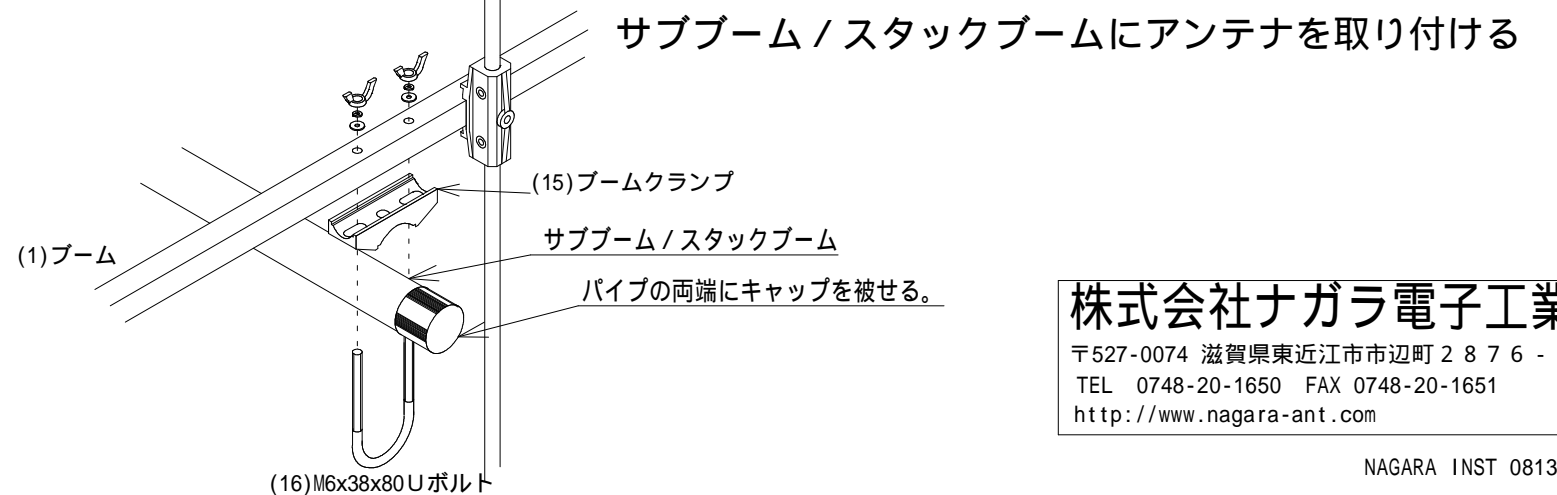 サブブーム / スタックブームにアンテナを取り付ける
(15)ブームクランプ
サブブーム / スタックブーム
(1)ブーム
パイプの両端にキャップを被せる。
(16)M6x38x80Uボルト
株式会社ナガラ電子工業
〒527-0074 滋賀県東近江市市辺町２８７６-
TEL 0748-20-1650 FAX 0748-20-1651
http://www.nagara-ant.com
NAGARA INST 0813